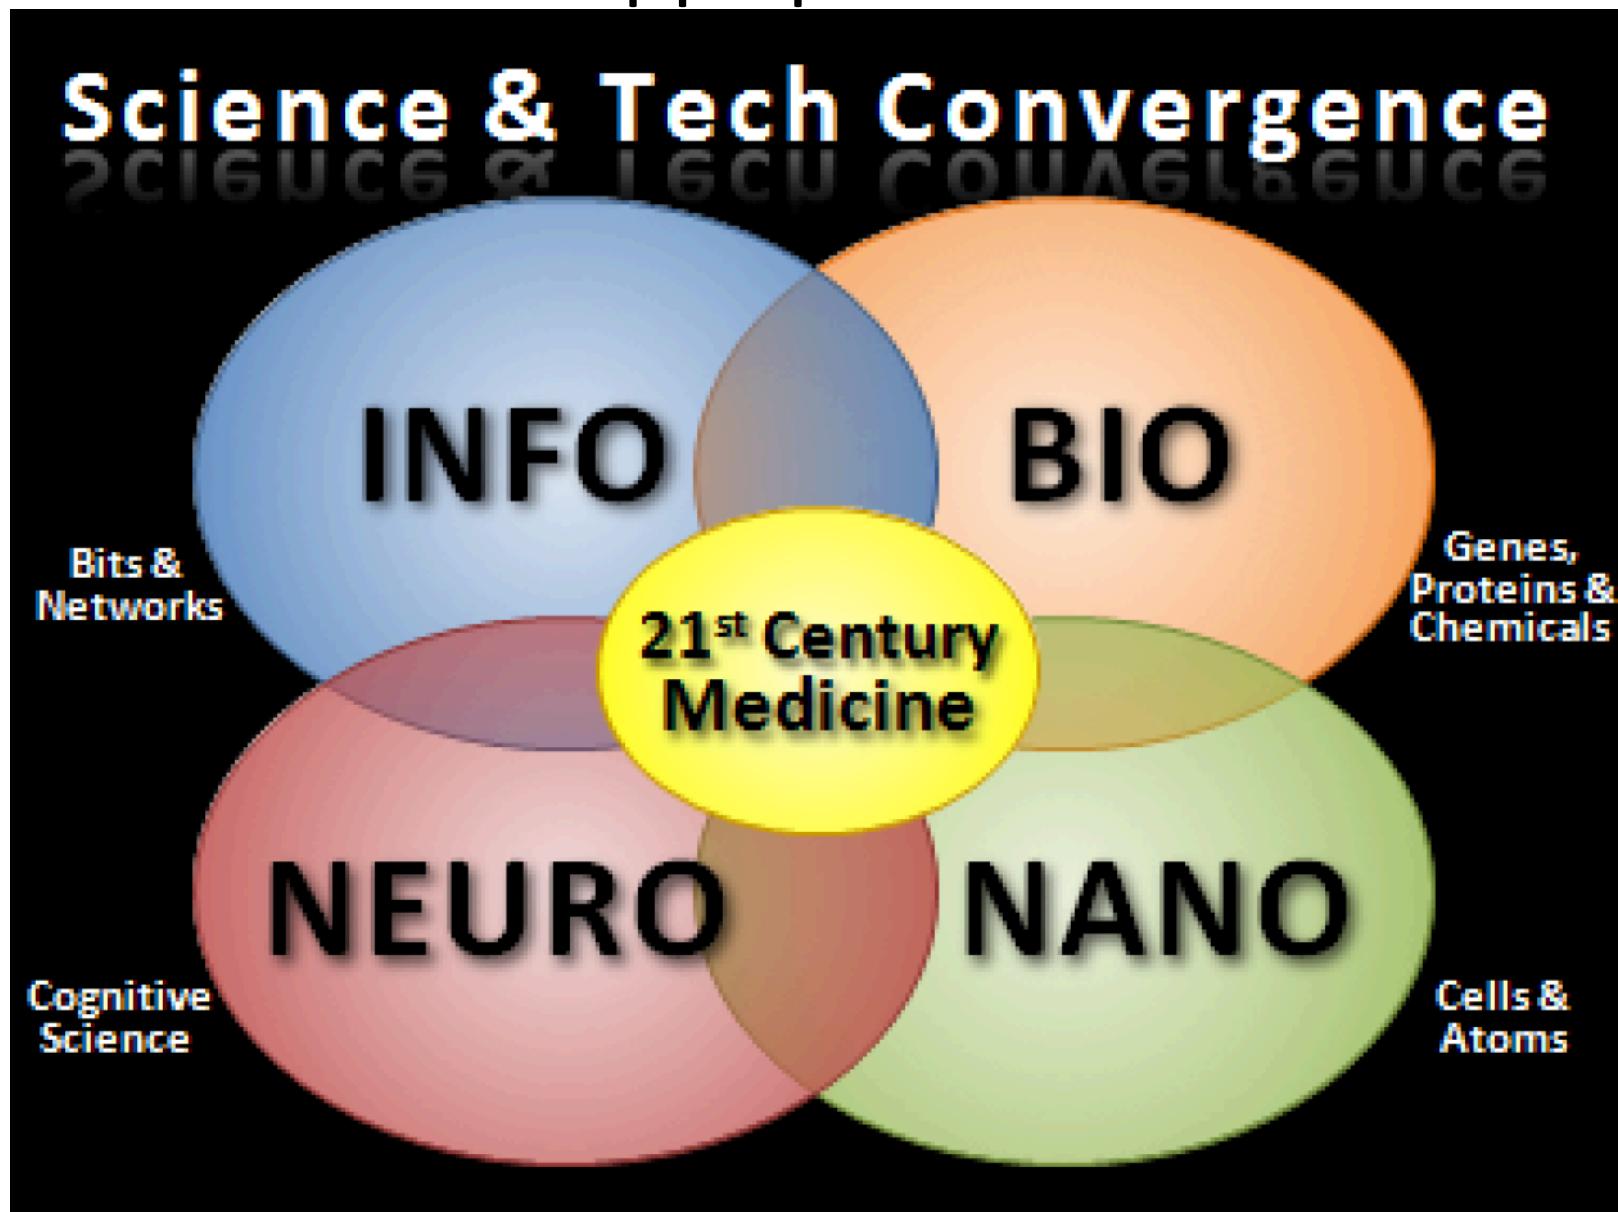 Science & Tech Convergence
INFO
BIO
Bits &
Networks
Genes,
Proteins &
Chemicals
21st Century
Medicine
NEURO
NANO
Cognitive
Science
Cells &
Atoms